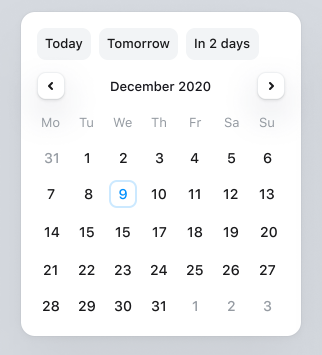 Today Tomorrow In 2 days
December 2020
Mo Tu We Th Fr Sa Su
31 1 2 3 4 5 6
7 8 9 10 11 12 13
14 15 15 17 18 19 20
21 22 23 24 25 26 27
28 29 30 31 1 2 3